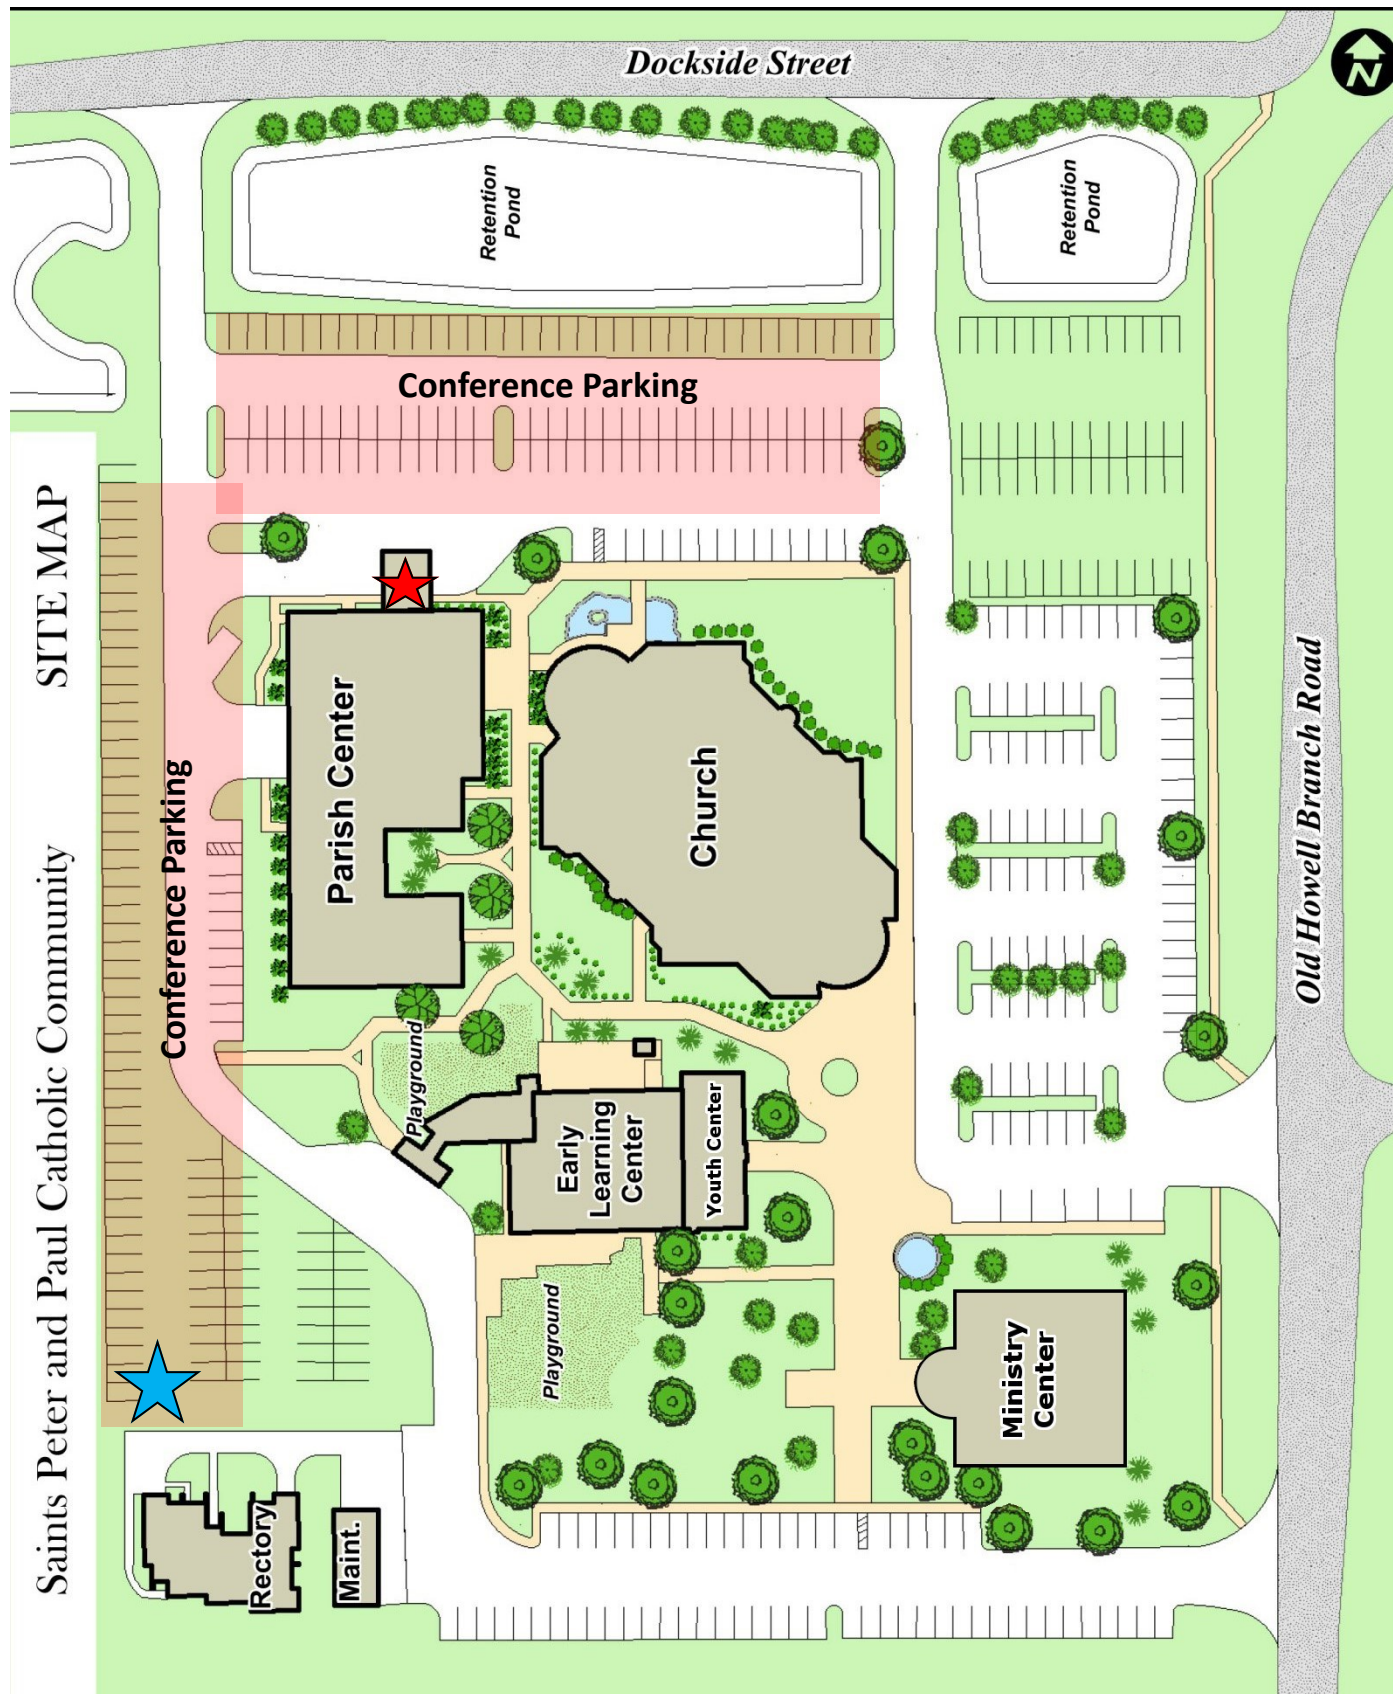 Dockside Street
N
Retention
Pond
Retention
Pond
Conference Parking
SITE MAP
Saints Peter and Paul Catholic Community
Conference Parking
Parish Center
Church
Old Howell Branch Road
Playground
Early
Learning
Center
Youth Center
Playground
Ministry
Center
Rectory
Maint.